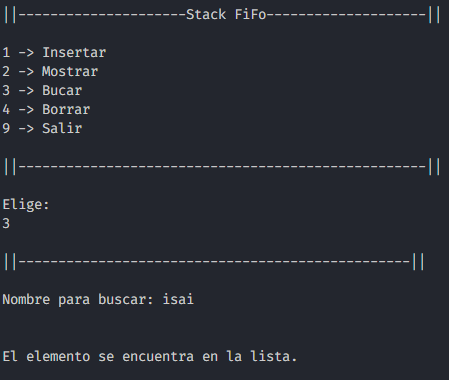 ||---------------------Stack FiFo--------------------||
1 -> Insertar
2 -> Mostrar
3 -> Bucar
4 -> Borrar
9 -> Salir
||---------------------------------------------------||
Elige:
3
||-------------------------------------------------||
Nombre para buscar: isai
El elemento se encuentra en la lista.